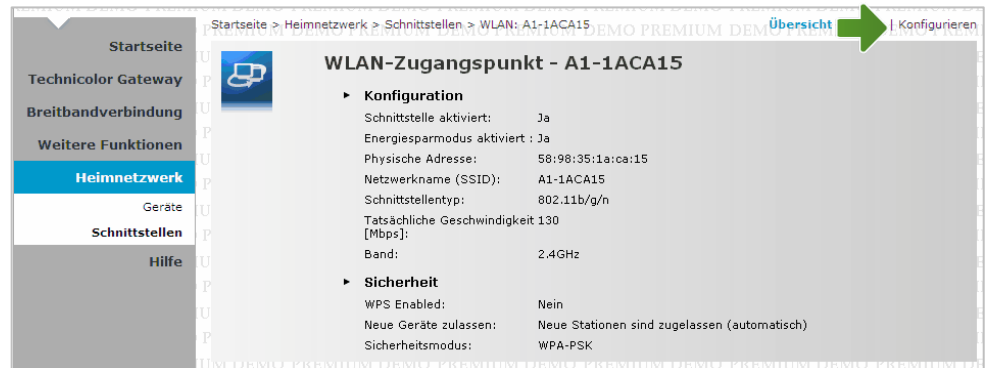 Startseite > Heimnetzwerk > Schnittstellen > WLAN: A1-1ACA15
Übersicht | Konfigurieren
Startseite
Technicolor Gateway
Breitbandverbindung
Weitere Funktionen
Heimnetzwerk
Geräte
Schnittstellen
Hilfe
WLAN-Zugangspunkt - A1-1ACA15
Konfiguration
Schnittstelle aktiviert: Ja
Energiesparmodus aktiviert : Ja
Physische Adresse: 58:98:35:1a:ca:15
Netzwerkname (SSID): A1-1ACA15
Schnittstellentyp: 802.11b/g/n
Tatsächliche Geschwindigkeit 130
[Mbps]:
Band: 2.4GHz
Sicherheit
WPS Enabled: Nein
Neue Geräte zulassen: Neue Stationen sind zugelassen (automatisch)
Sicherheitsmodus: WPA-PSK